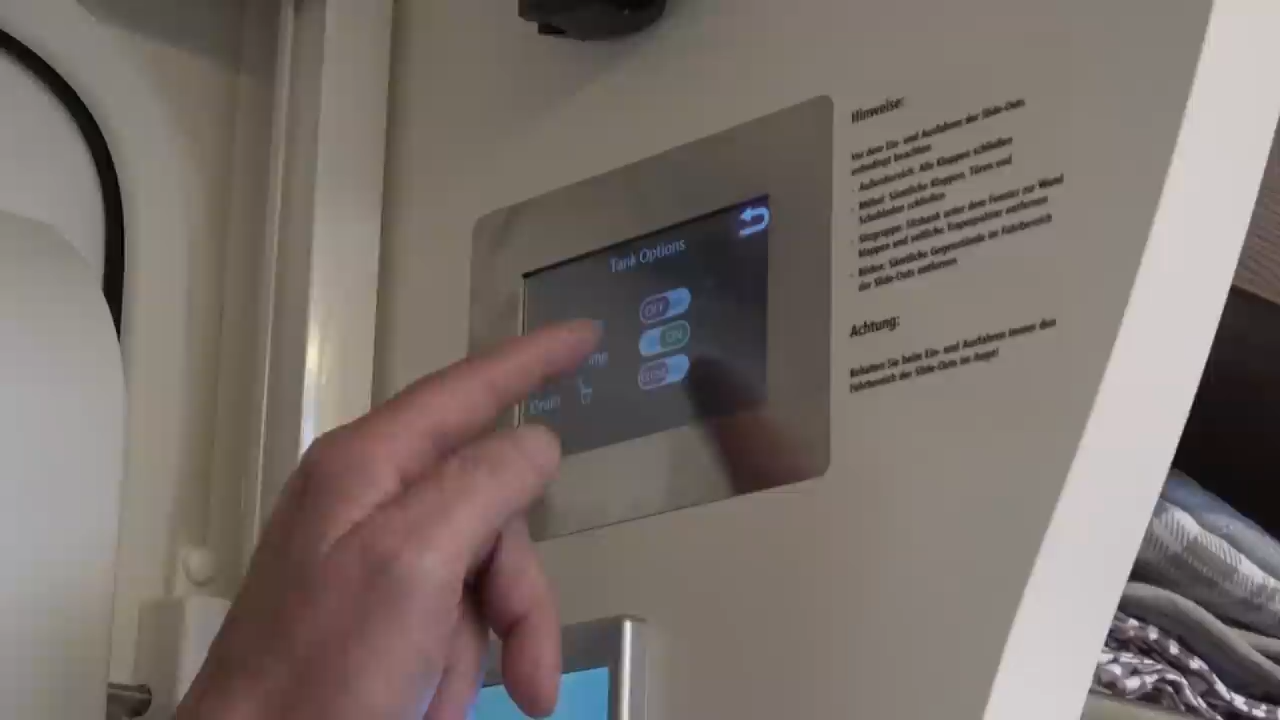 Tank Options
OFF
ON
Drain
Hinweise:
Vor dem Ein- und Ausfahren der Slide-Outs
unbedingt beachten
- Außenbereich: Alle Klappen schließen
- Möbel: Sämtliche Klappen, Türen und
Schubladen schließen
- Sitzgruppe: Sitzbank unter dem Fenster zur Wand
klappen und seitliche Truhenpolster entfernen
- Boden: Sämtliche Gegenstände im Fahrbereich
der Slide-Outs entfernen
Achtung:
Behalten Sie beim Ein- und Ausfahren immer den
Fahrbereich der Slide-Outs im Auge!